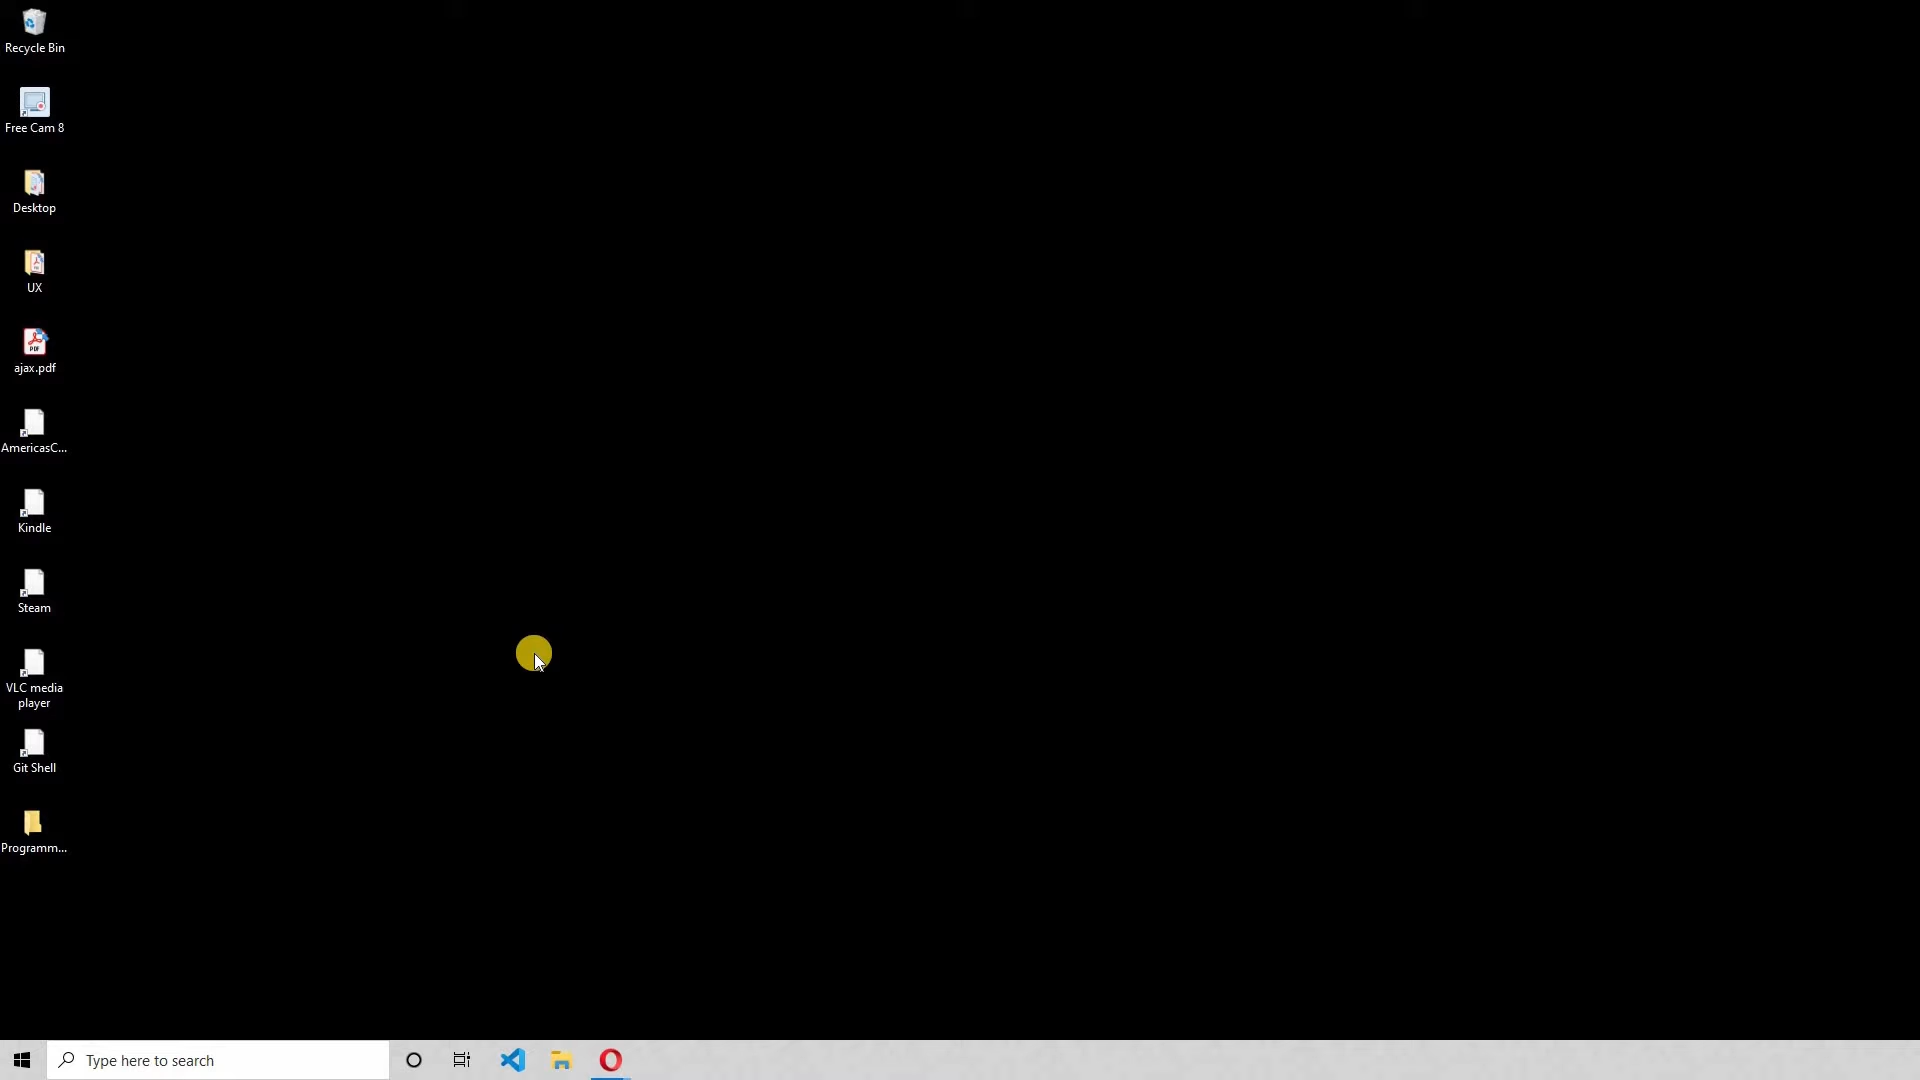 Recycle Bin
Free Cam 8
Desktop
UX
PDF
ajax.pdf
AmericasC...
Kindle
Steam
VLC media
player
Git Shell
Programm...
Type here to search